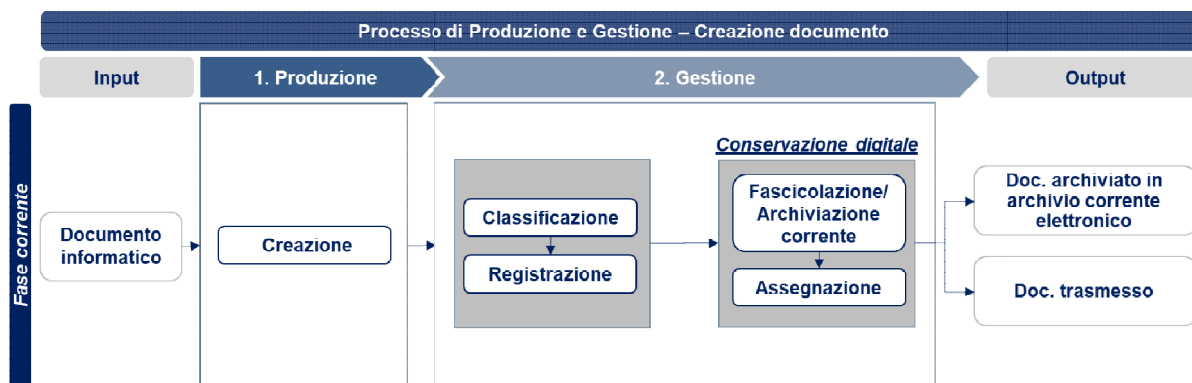 Processo di Produzione e Gestione – Creazione documento
Input
1. Produzione
2. Gestione
Output
Fase corrente
Documento
informatico
Creazione
Classificazione
Registrazione
Conservazione digitale
Fascicolazione/
Archiviazione
corrente
Assegnazione
Doc. archiviato in
archivio corrente
elettronico
Doc. trasmesso